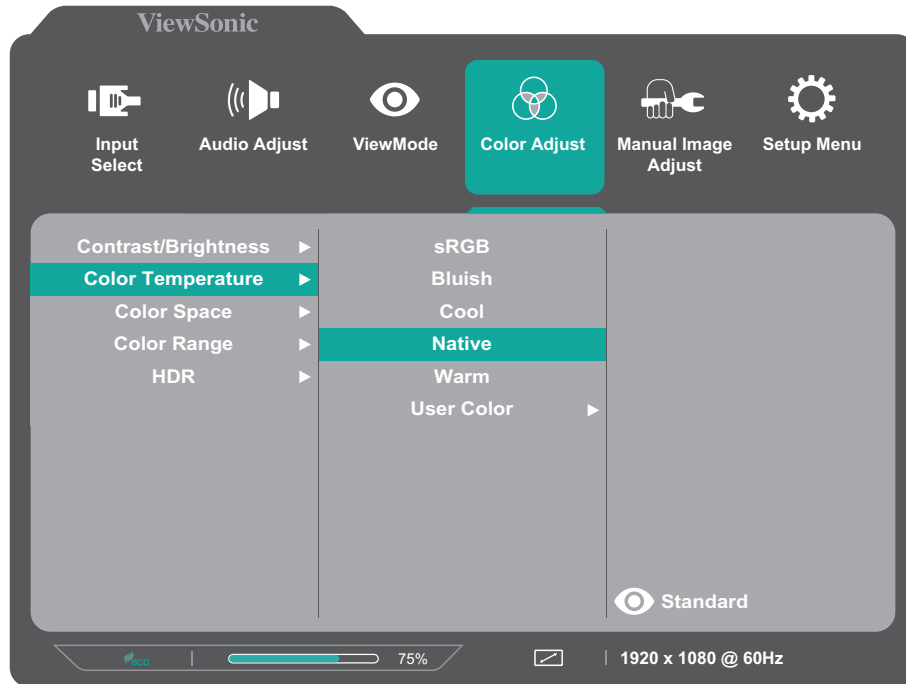 ViewSonic
Input
Select
Audio Adjust
ViewMode
Color Adjust
Manual Image
Adjust
Setup Menu
Contrast/Brightness
Color Temperature
Color Space
Color Range
HDR
sRGB
Bluish
Cool
Native
Warm
User Color
Standard
eco
75%
1920 x 1080 @ 60Hz